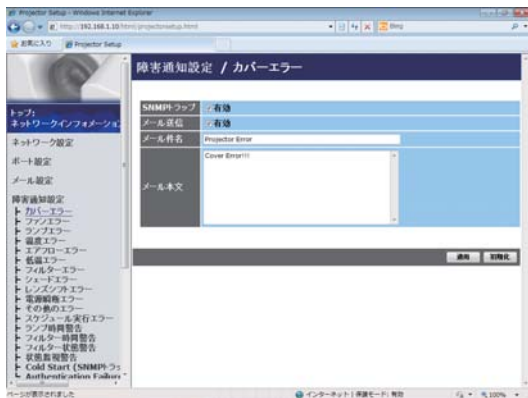 Projector Setup - Windows Internet Explorer
http://192.168.1.10/html/projectorsetup.html
Bing
お気に入り
Projector Setup
障害通知設定 / カバーエラー
トップ:
ネットワークインフォメーション
ネットワーク設定
ポート設定
メール設定
障害通知設定
カバーエラー
ファンエラー
ランプエラー
温度エラー
エアフローエラー
低温エラー
フィルターエラー
シェードエラー
レンズシフトエラー
電源瞬断エラー
その他のエラー
スケジュール実行エラー
ランプ時間警告
フィルター時間警告
フィルター状態警告
状態監視警告
Cold Start (SNMPトラ
Authentication Failure
SNMPトラップ
有効
メール送信
有効
メール件名
Projector Error
メール本文
Cover Error!!!
適用
初期化
ページが表示されました
インターネット | 保護モード: 無効
100%